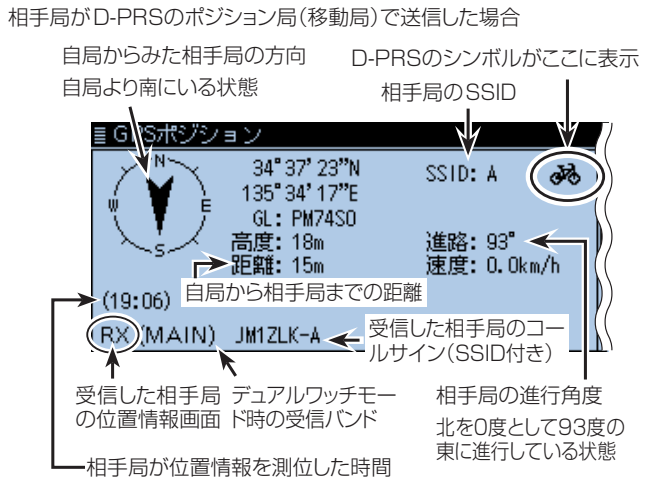 相手局がD-PRSのポジション局(移動局)で送信した場合
自局からみた相手局の方向
自局より南にいる状態
D-PRSのシンボルがここに表示
相手局のSSID
GPSポジション
N
W
E
S
34°37'23"N
135°34'17"E
GL: PM74SO
高度: 18m
距離: 15m
SSID: A
進路: 93°
速度: 0.0km/h
自局から相手局までの距離
(19:06)
RX (MAIN) JM1ZLK-A
受信した相手局のコー
ルサイン(SSID付き)
受信した相手局
の位置情報画面
デュアルワッチモー
ド時の受信バンド
相手局の進行角度
北を0度として93度の
東に進行している状態
相手局が位置情報を測位した時間